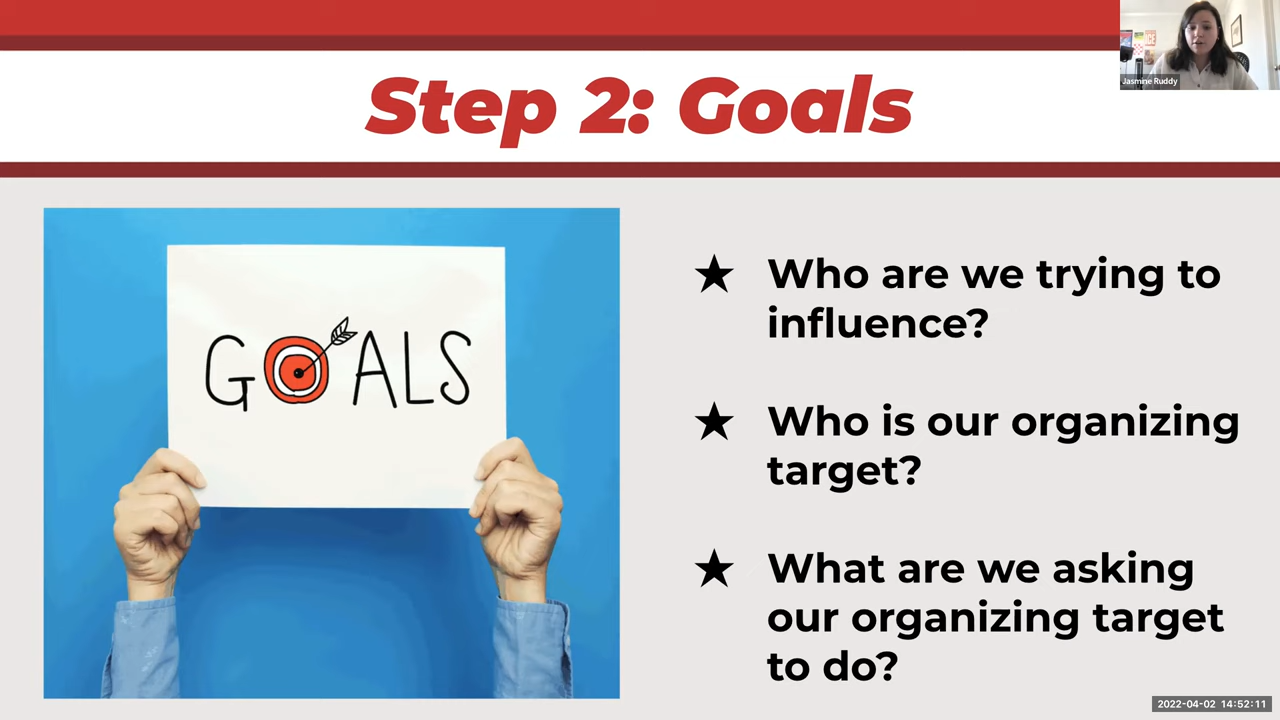 Step 2: Goals
Jasmine Ruddy
GOALS
★ Who are we trying to
influence?
★ Who is our organizing
target?
★ What are we asking
our organizing target
to do?
2022-04-02 14:52:11